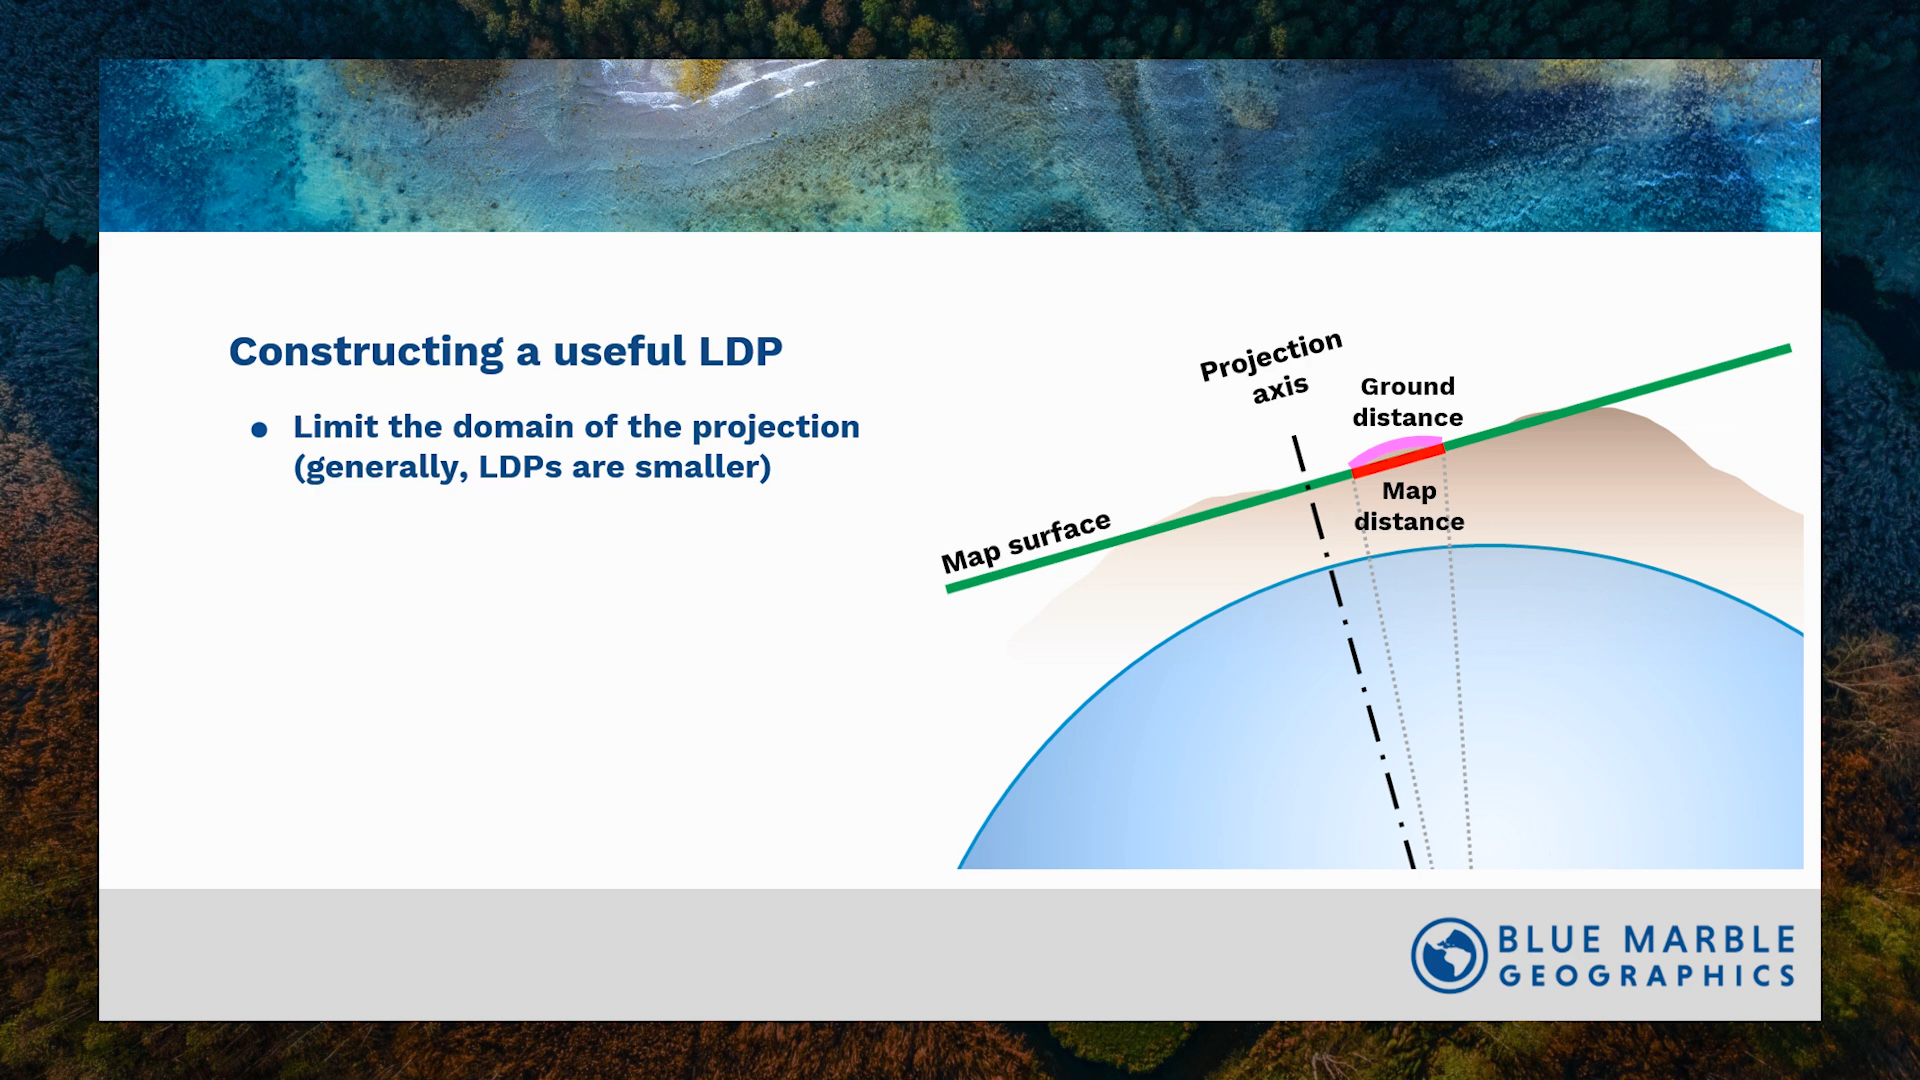 Constructing a useful LDP
● Limit the domain of the projection
(generally, LDPs are smaller)
Projection
axis
Ground
distance
Map
distance
Map surface
BLUE MARBLE
GEOGRAPHICS